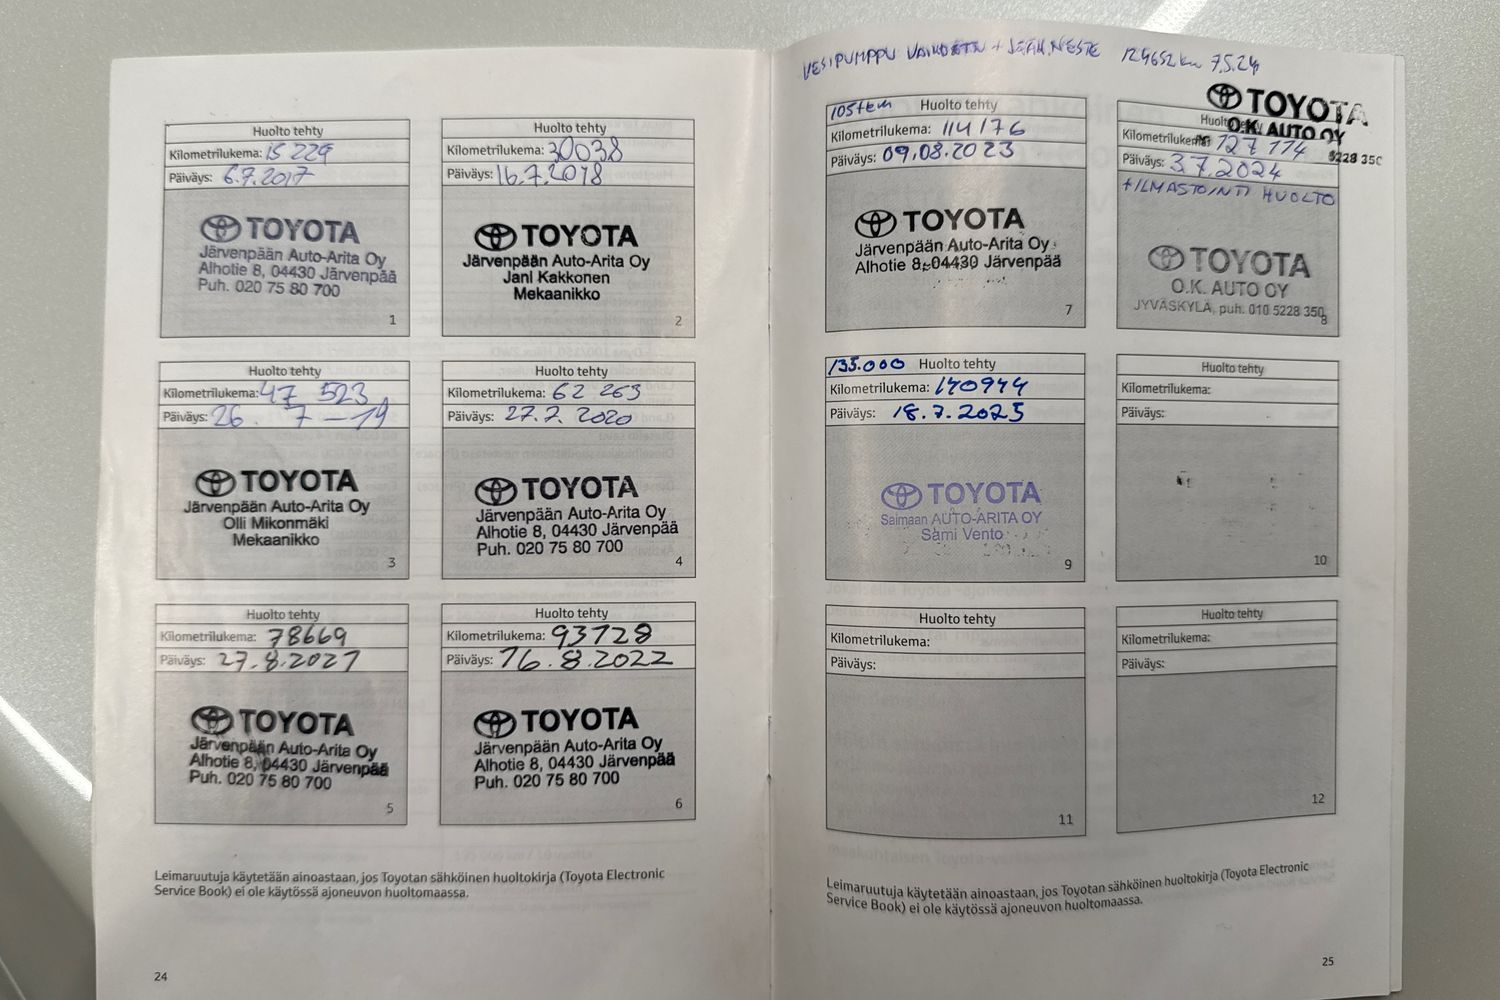 Huolto tehty
Kilometrilukema: 15 229
Päiväys: 6.7.2017
TOYOTA
Järvenpään Auto-Arita Oy
Alhotie 8, 04430 Järvenpää
Puh. 020 75 80 700
1
Huolto tehty
Kilometrilukema: 30038
Päiväys: 16.7.2018
TOYOTA
Järvenpään Auto-Arita Oy
Jani Kakkonen
Mekaanikko
2
Huolto tehty
Kilometrilukema: 47 523
Päiväys: 26. 7 - 19
TOYOTA
Järvenpään Auto-Arita Oy
Olli Mikonmäki
Mekaanikko
3
Huolto tehty
Kilometrilukema: 62 263
Päiväys: 27.7. 2020
TOYOTA
Järvenpään Auto-Arita Oy
Alhotie 8, 04430 Järvenpää
Puh. 020 75 80 700
4
Huolto tehty
Kilometrilukema: 78669
Päiväys: 27.8.2021
TOYOTA
Järvenpään Auto-Arita Oy
Alhotie 8, 04430 Järvenpää
Puh. 020 75 80 700
5
Huolto tehty
Kilometrilukema: 93728
Päiväys: 16.8.2022
TOYOTA
Järvenpään Auto-Arita Oy
Alhotie 8, 04430 Järvenpää
Puh. 020 75 80 700
6
Leimaruutuja käytetään ainoastaan, jos Toyotan sähköinen huoltokirja (Toyota Electronic
Service Book) ei ole käytössä ajoneuvon huoltomaassa.
24
VESIPUMPPU VAIHDETTU + JÄÄH.NESTE 124652km 7.5.24
105tkm Huolto tehty
Kilometrilukema: 114176
Päiväys: 09.08.2023
TOYOTA
Järvenpään Auto-Arita Oy
Alhotie 8, 04430 Järvenpää
7
TOYOTA
O.K. AUTO OY
5228 350
Huolto tehty
Kilometrilukema: 127114
Päiväys: 3.7.2024
+ILMASTOINTI HUOLTO
TOYOTA
O.K. AUTO OY
JYVÄSKYLÄ, puh. 010 5228 350
8
135.000 Huolto tehty
Kilometrilukema: 140944
Päiväys: 18.7.2025
TOYOTA
Saimaan AUTO-ARITA OY
Sami Vento
9
Huolto tehty
Kilometrilukema:
Päiväys:
10
Huolto tehty
Kilometrilukema:
Päiväys:
11
Huolto tehty
Kilometrilukema:
Päiväys:
12
Leimaruutuja käytetään ainoastaan, jos Toyotan sähköinen huoltokirja (Toyota Electronic
Service Book) ei ole käytössä ajoneuvon huoltomaassa.
25